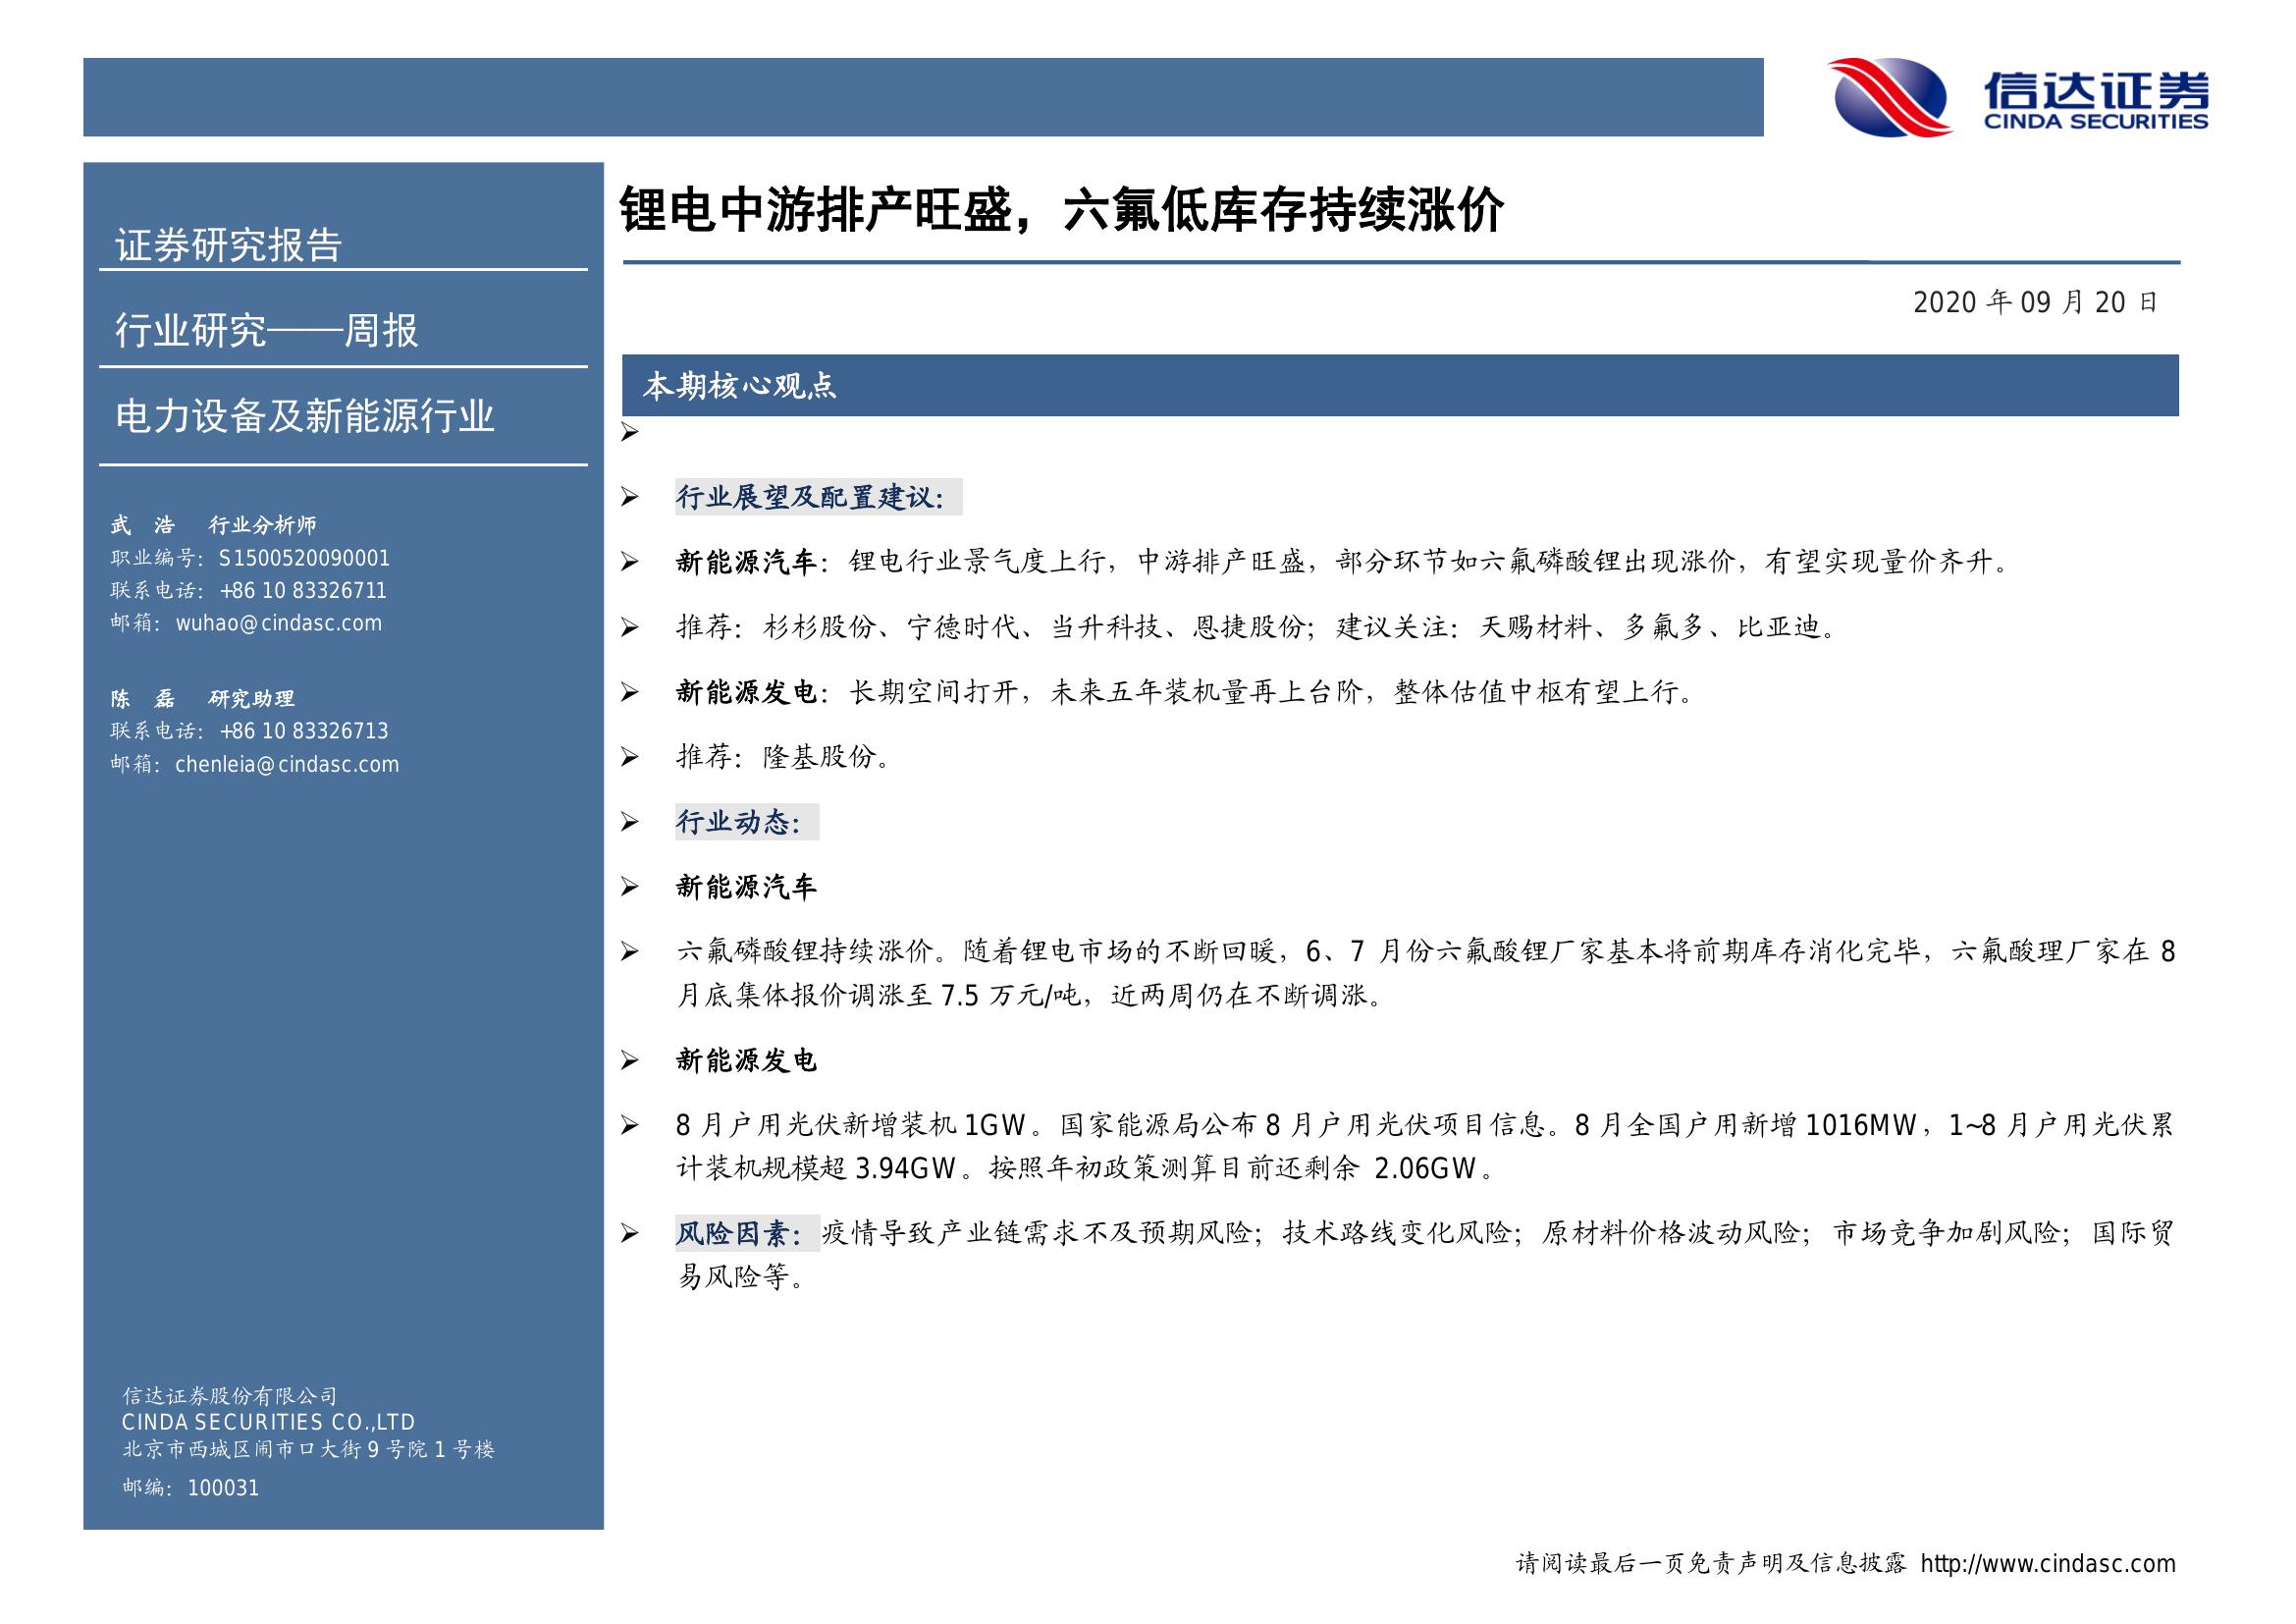 信达证券
CINDA SECURITIES
证券研究报告
行业研究——周报
电力设备及新能源行业
武 浩 行业分析师
职业编号：S1500520090001
联系电话：+86 10 83326711
邮箱：wuhao@cindasc.com
陈 磊 研究助理
联系电话：+86 10 83326713
邮箱：chenleia@cindasc.com
信达证券股份有限公司
CINDA SECURITIES CO.,LTD
北京市西城区闹市口大街9号院1号楼
邮编：100031
锂电中游排产旺盛，六氟低库存持续涨价
2020 年 09 月 20 日
本期核心观点
➢
➢ 行业展望及配置建议：
➢ 新能源汽车：锂电行业景气度上行，中游排产旺盛，部分环节如六氟磷酸锂出现涨价，有望实现量价齐升。
➢ 推荐：杉杉股份、宁德时代、当升科技、恩捷股份；建议关注：天赐材料、多氟多、比亚迪。
➢ 新能源发电：长期空间打开，未来五年装机量再上台阶，整体估值中枢有望上行。
➢ 推荐：隆基股份。
➢ 行业动态：
➢ 新能源汽车
➢ 六氟磷酸锂持续涨价。随着锂电市场的不断回暖，6、7 月份六氟酸锂厂家基本将前期库存消化完毕，六氟酸理厂家在 8
月底集体报价调涨至 7.5 万元/吨，近两周仍在不断调涨。
➢ 新能源发电
➢ 8 月户用光伏新增装机 1GW。国家能源局公布 8 月户用光伏项目信息。8 月全国户用新增 1016MW，1~8 月户用光伏累
计装机规模超 3.94GW。按照年初政策测算目前还剩余 2.06GW。
➢ 风险因素：疫情导致产业链需求不及预期风险；技术路线变化风险；原材料价格波动风险；市场竞争加剧风险；国际贸
易风险等。
请阅读最后一页免责声明及信息披露 http://www.cindasc.com